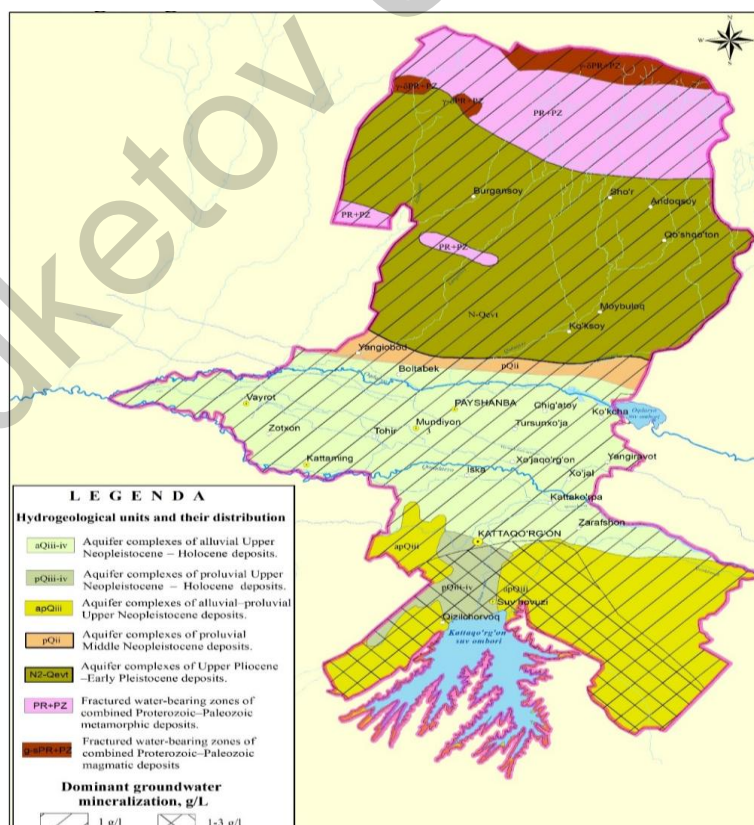 N
W
E
S
γ-δPR+PZ
γ-δPR+PZ
γ-δPR+PZ
PR+PZ
Burgansoy
Sho'r
Andoqsoy
PR+PZ
Qo'shqo'ton
PR+PZ
N-Qevt
Moybuloq
Ko'ksoy
Yangiobod
Boltabek
pQii
Vayrot
PAYSHANBA
Chig'atoy
Ko'kcha
Zotxon
Tohir
Mundiyon
Tursunxo'ja
Xo'jaqo'rg'on
Yangiravot
Kattaming
Iska
Xo'jal
Kattako'rpa
Zarafshon
apQiii
KATTAQO'RG'ON
pQiii-iv
apQiii
Suv hovuzi
Qizilchorvoq
Kattaqo'rg'on
suv ombori
LEGENDA
Hydrogeological units and their distribution
aQiii-iv Aquifer complexes of alluvial Upper
Neopleistocene – Holocene deposits.
pQiii-iv Aquifer complexes of proluvial Upper
Neopleistocene – Holocene deposits.
apQiii Aquifer complexes of alluvial–proluvial
Upper Neopleistocene deposits.
pQii Aquifer complexes of proluvial
Middle Neopleistocene deposits.
N2-Qevt Aquifer complexes of Upper Pliocene
–Early Pleistocene deposits.
PR+PZ Fractured water-bearing zones of
combined Proterozoic–Paleozoic
metamorphic deposits.
g-sPR+PZ Fractured water-bearing zones of
combined Proterozoic–Paleozoic
magmatic deposits
Dominant groundwater
mineralization, g/L
1 g/l 1-3 g/l